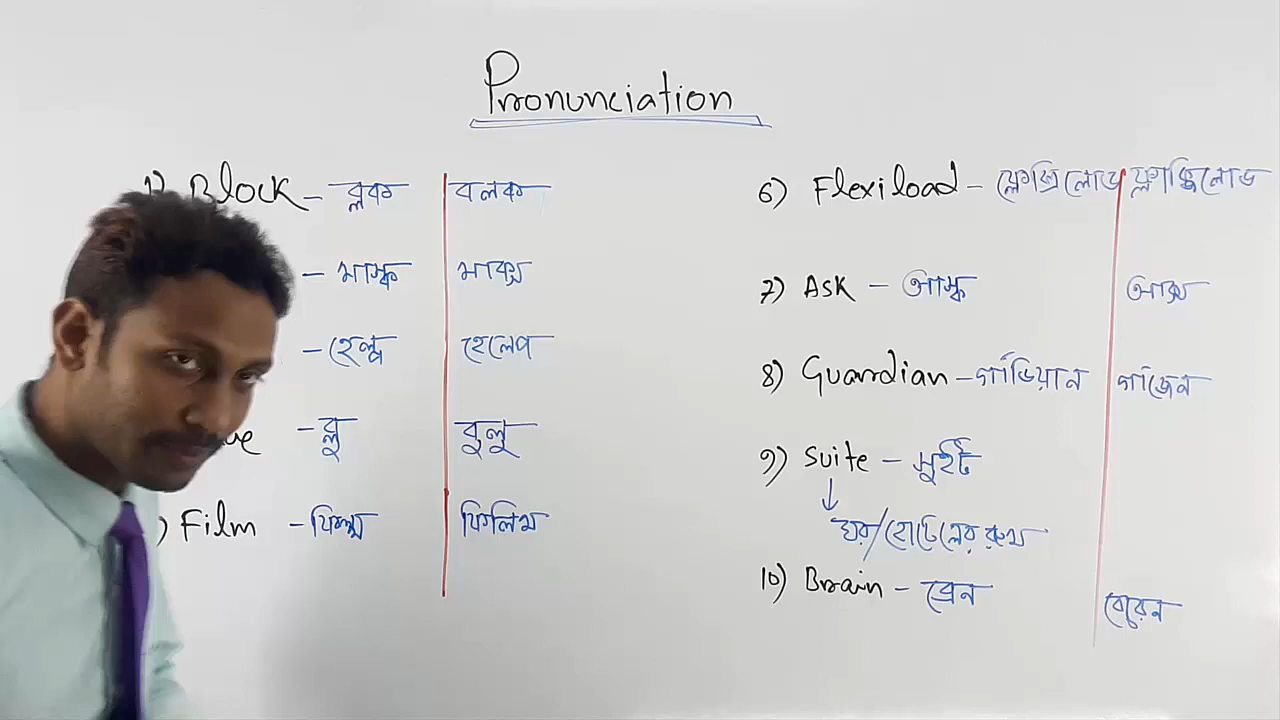 Pronunciation
1) Block - ব্লক বলক
- মাস্ক মাক্স
- হেল্প হেলেপ
ue - ব্লু বুলু
) Film - ফিল্ম ফিলিম
6) Flexiload - ফ্লেক্সিলোড ফ্লাক্সিলোড
7) Ask - আস্ক আক্স
8) Guardian - গার্ডিয়ান গার্জেন
9) Suite - সুইট
↓
ঘর/হোটেলের রুম
10) Brain - ব্রেন বেরেন